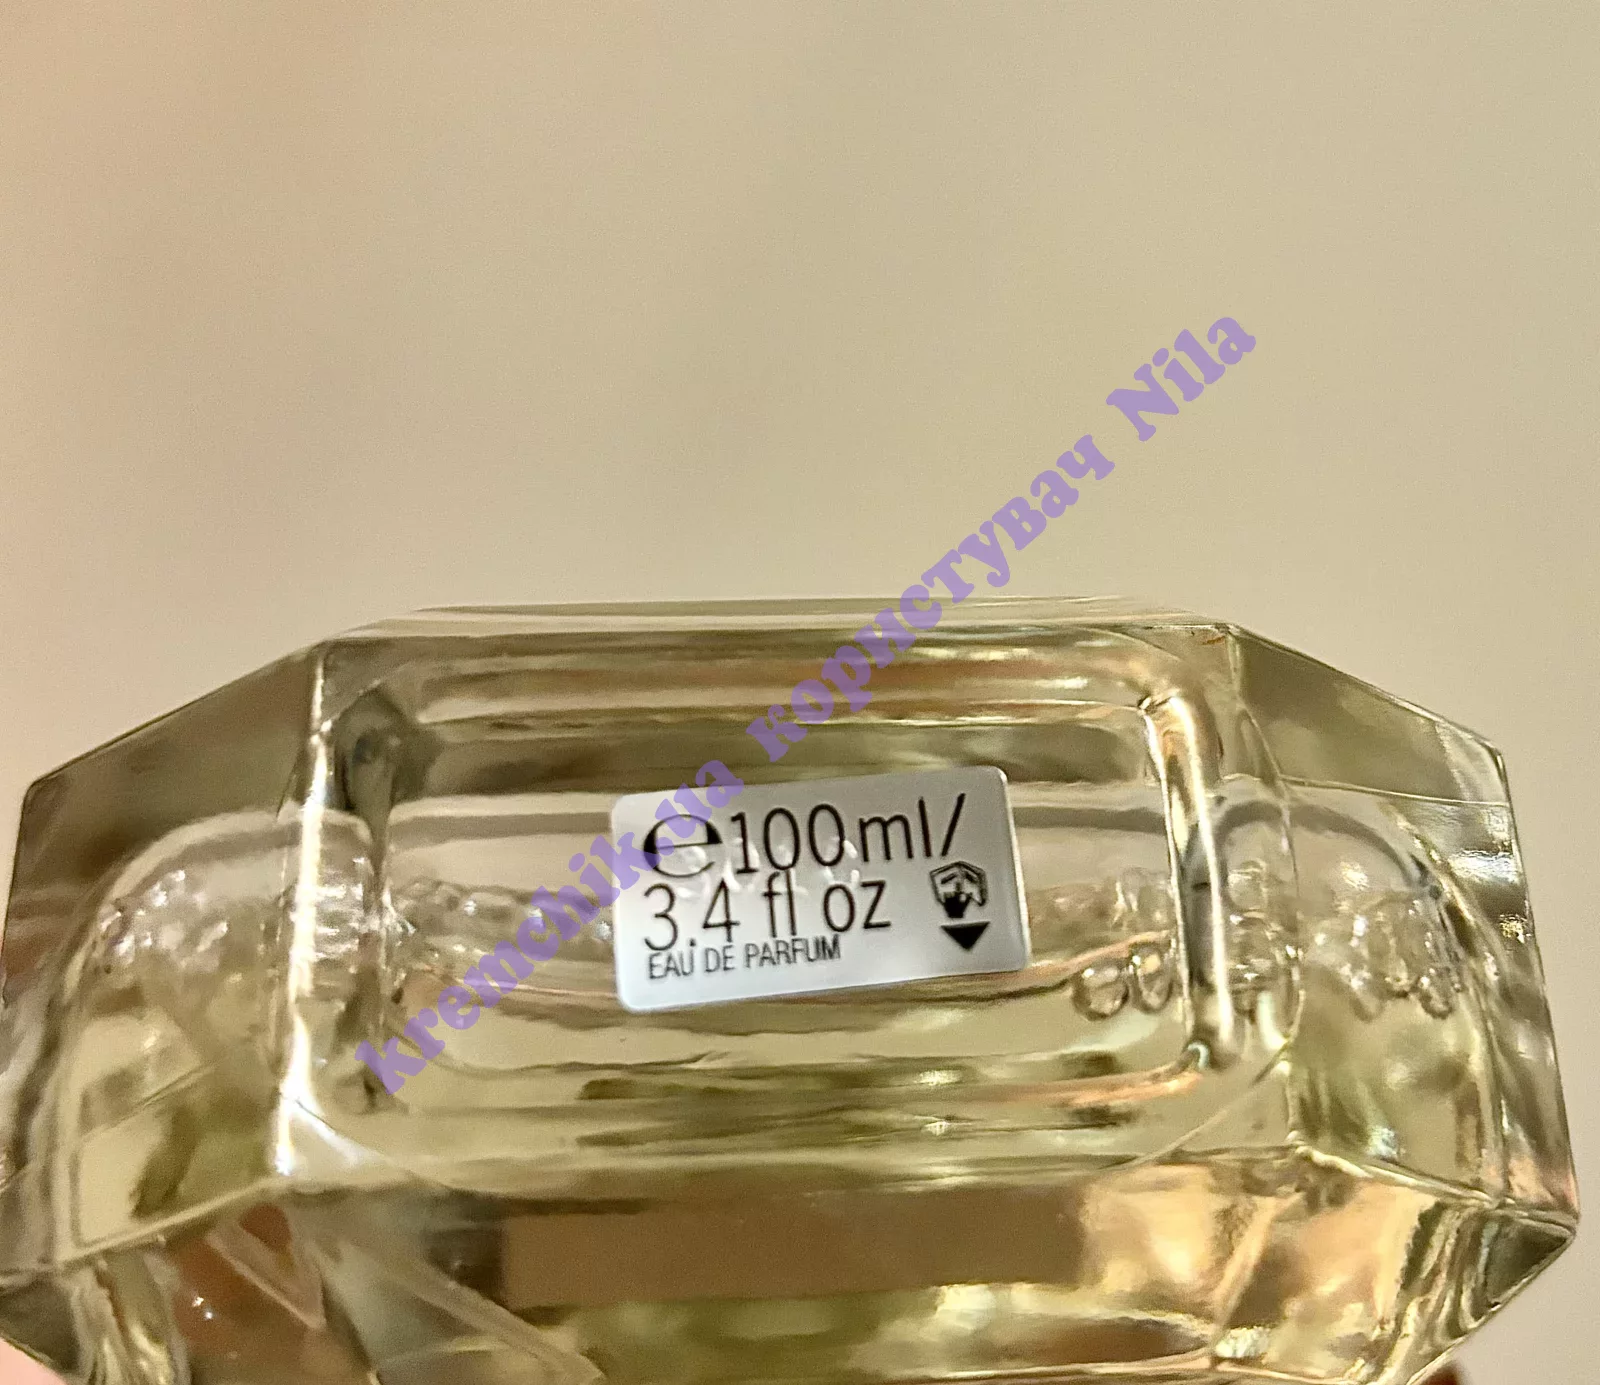 kremchik.ua користувач Nila
℮100ml/
3.4 fl oz
EAU DE PARFUM